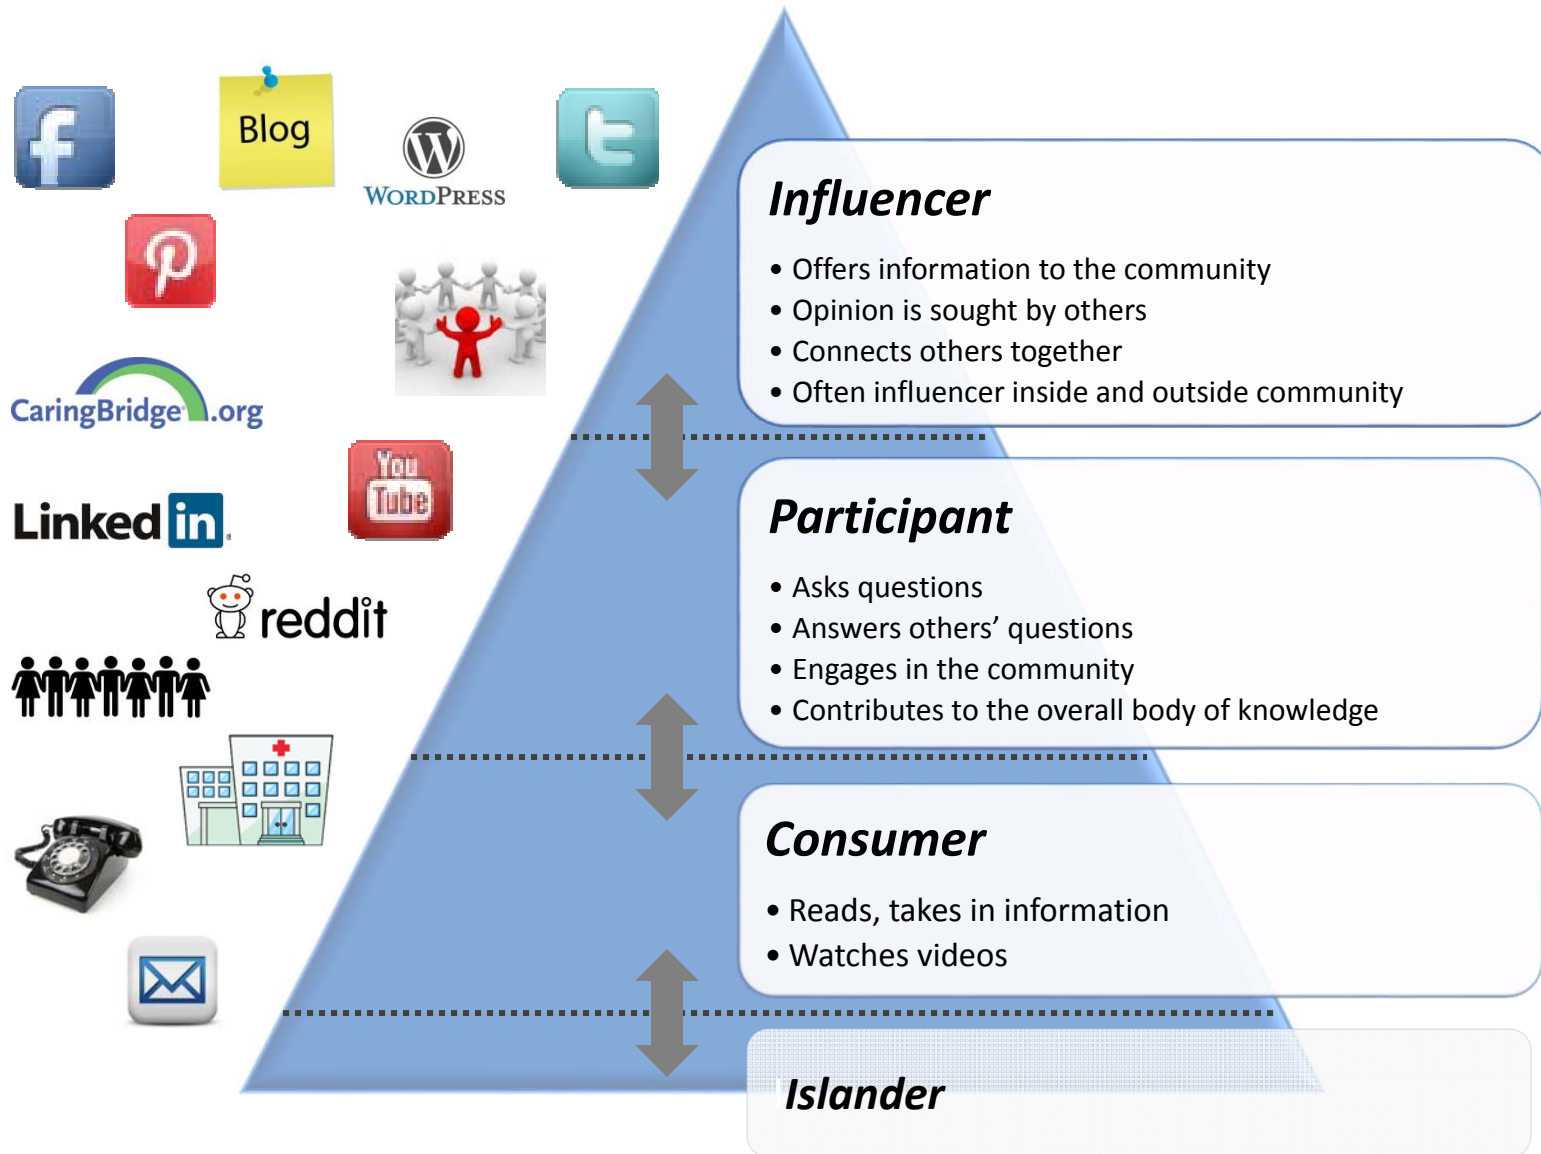 f
Blog
W
WORDPRESS
t
P
CaringBridge .org
You
Tube
Linked in
reddit
Influencer
• Offers information to the community
• Opinion is sought by others
• Connects others together
• Often influencer inside and outside community
Participant
• Asks questions
• Answers others’ questions
• Engages in the community
• Contributes to the overall body of knowledge
Consumer
• Reads, takes in information
• Watches videos
Islander